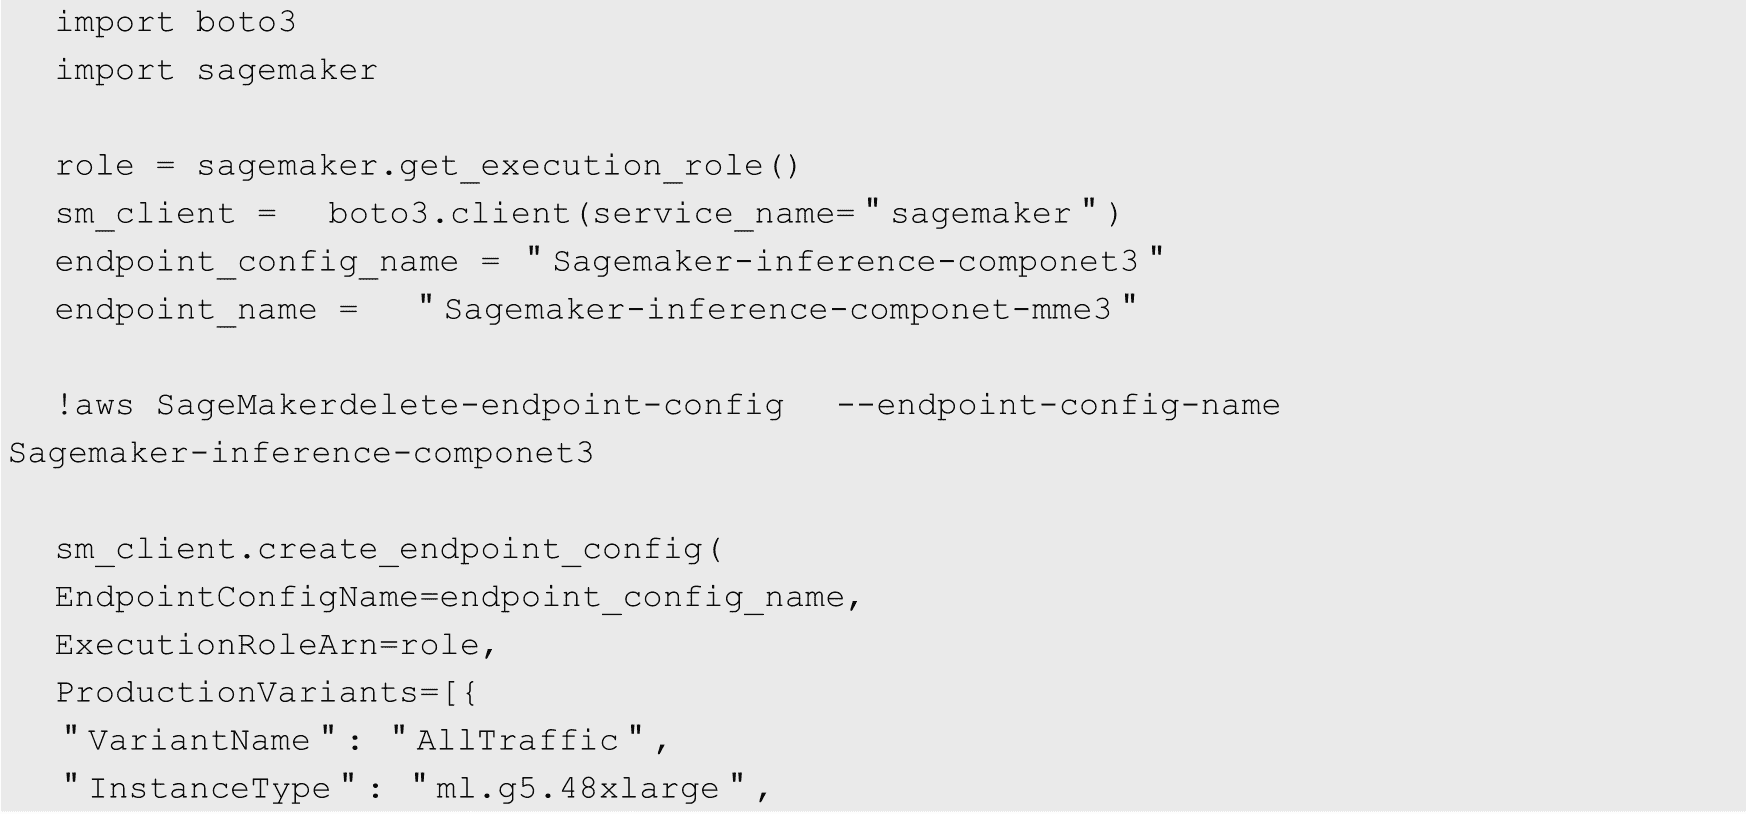 import boto3
import sagemaker
role = sagemaker.get_execution_role()
sm_client =  boto3.client(service_name="sagemaker")
endpoint_config_name = "Sagemaker-inference-componet3"
endpoint_name =  "Sagemaker-inference-componet-mme3"
!aws SageMakerdelete-endpoint-config  --endpoint-config-name
Sagemaker-inference-componet3
sm_client.create_endpoint_config(
EndpointConfigName=endpoint_config_name,
ExecutionRoleArn=role,
ProductionVariants=[{
"VariantName": "AllTraffic",
"InstanceType": "ml.g5.48xlarge",